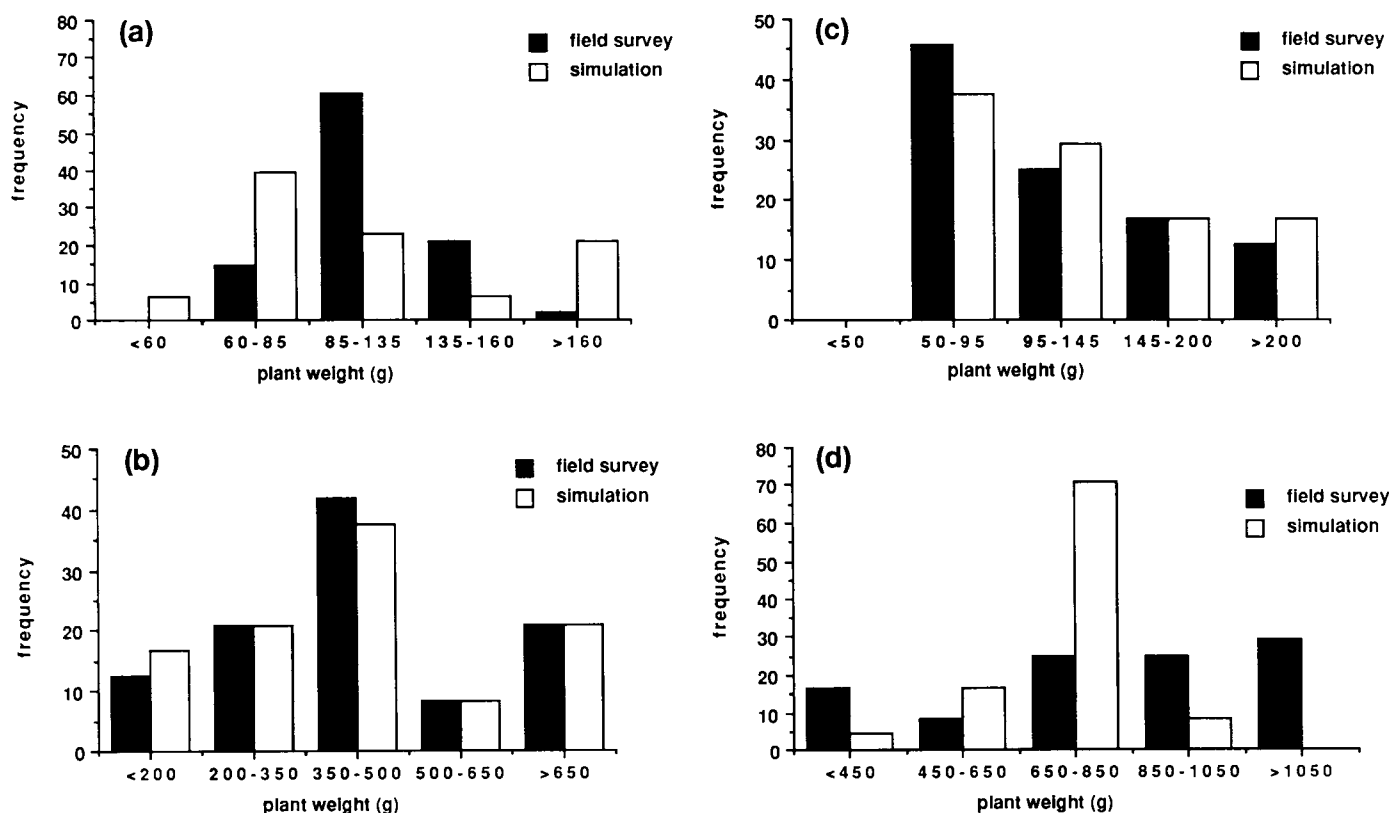 (a)
field survey
simulation
80
70
60
50
40
30
20
10
0
frequency
<60 60-85 85-135 135-160 >160
plant weight (g)
(b)
field survey
simulation
50
40
30
20
10
0
frequency
<200 200-350 350-500 500-650 >650
plant weight (g)
(c)
field survey
simulation
50
40
30
20
10
0
frequency
<50 50-95 95-145 145-200 >200
plant weight (g)
(d)
field survey
simulation
80
70
60
50
40
30
20
10
0
frequency
<450 450-650 650-850 850-1050 >1050
plant weight (g)